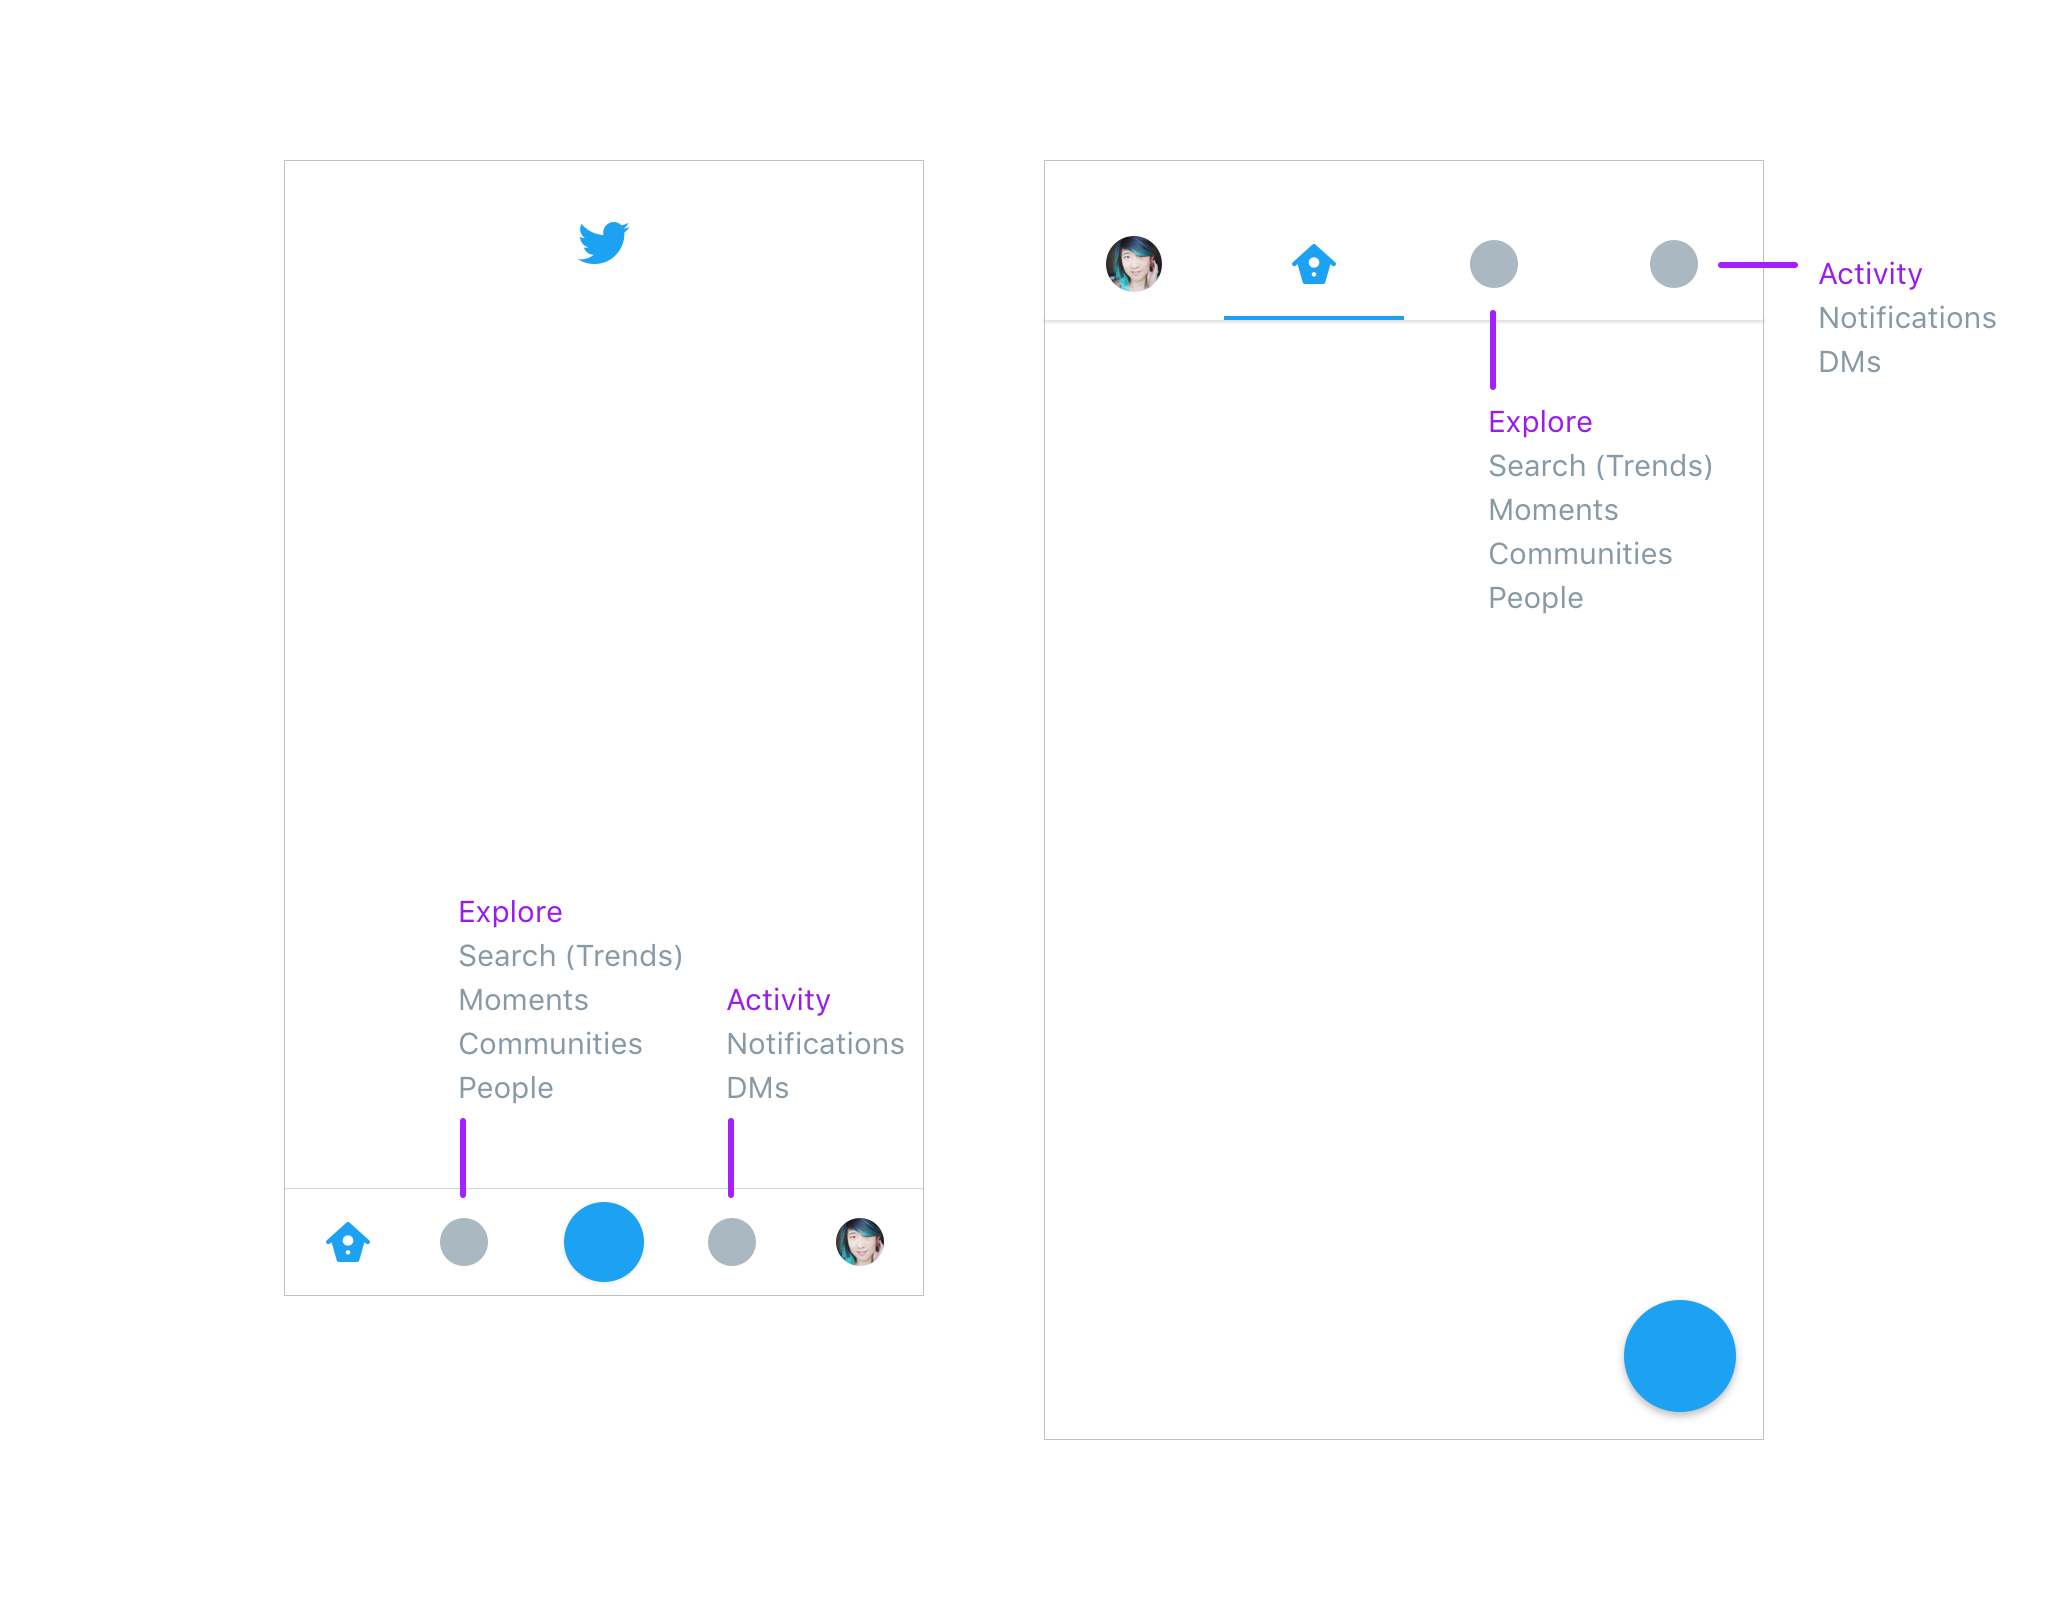 Explore
Search (Trends)
Moments
Communities
People
Activity
Notifications
DMs
Activity
Notifications
DMs
Explore
Search (Trends)
Moments
Communities
People